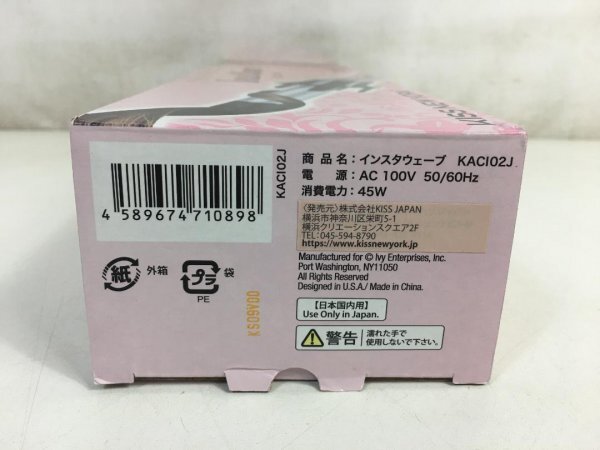 KISS NEW YORK
4 589674 710898
KACI02J
商品名：インスタウェーブ KACI02J
電源：AC 100V 50/60Hz
消費電力：45W
〈発売元〉株式会社KISS JAPAN
横浜市神奈川区栄町5-1
横浜クリエーションスクエア2F
TEL:045-594-8790
https://www.kissnewyork.jp/
Manufactured for © Ivy Enterprises, Inc.
Port Washington, NY11050
All Rights Reserved
Designed in U.S.A./ Made in China.
【日本国内用】
Use Only in Japan.
警告
濡れた手で
使用しないで下さい。
紙 外箱
プラ 袋
PE
KS09YGO